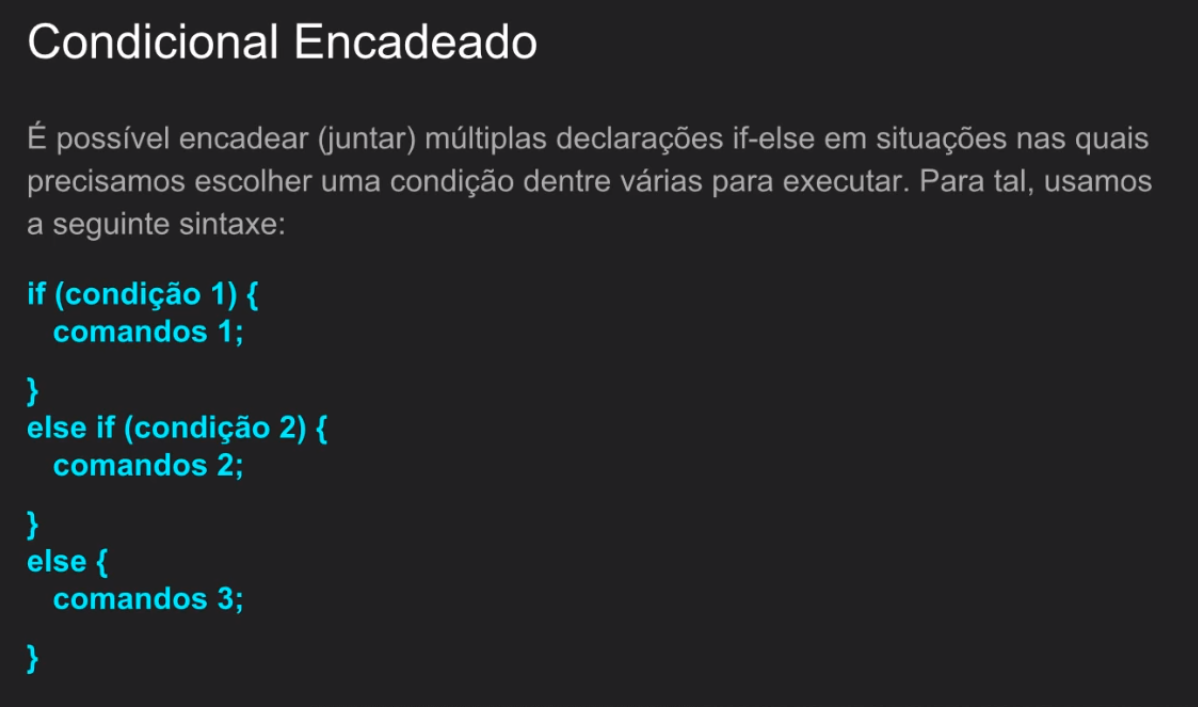 Condicional Encadeado
É possível encadear (juntar) múltiplas declarações if-else em situações nas quais
precisamos escolher uma condição dentre várias para executar. Para tal, usamos
a seguinte sintaxe:
if (condição 1) {
comandos 1;
}
else if (condição 2) {
comandos 2;
}
else {
comandos 3;
}